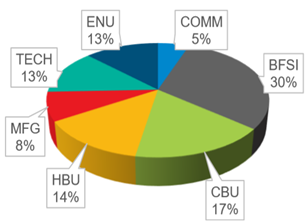 ENU
13%
COMM
5%
TECH
13%
BFSI
30%
MFG
8%
HBU
14%
CBU
17%